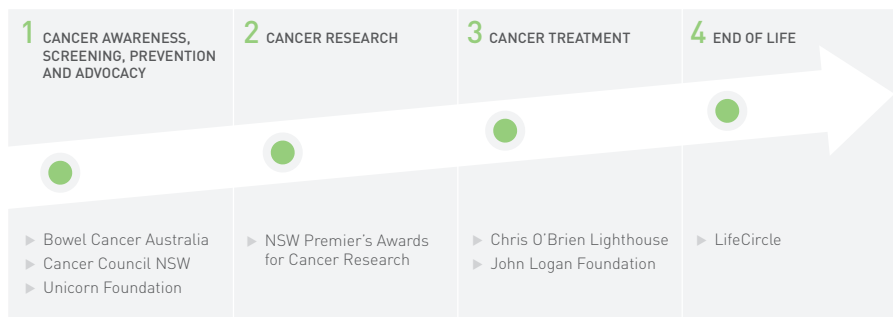 1 CANCER AWARENESS,
SCREENING, PREVENTION
AND ADVOCACY
2 CANCER RESEARCH
3 CANCER TREATMENT
4 END OF LIFE
Bowel Cancer Australia
Cancer Council NSW
Unicorn Foundation
NSW Premier’s Awards
for Cancer Research
Chris O’Brien Lighthouse
John Logan Foundation
LifeCircle